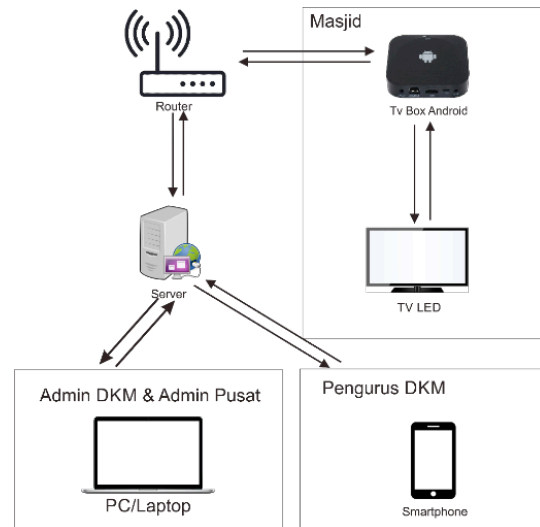 Masjid
Router
Tv Box Android
Server
TV LED
Admin DKM & Admin Pusat
PC/Laptop
Pengurus DKM
Smartphone